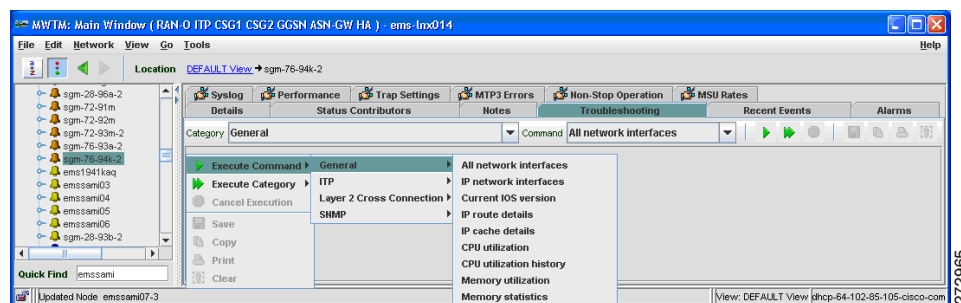 MWTM: Main Window ( RAN-O ITP CSG1 CSG2 GGSN ASN-GW HA ) - ems-lnx014
File Edit Network View Go Tools Help
Location DEFAULT View sgm-76-94k-2
sgm-28-96a-2
sgm-72-91m
sgm-72-92m
sgm-72-93m-2
sgm-76-93a-2
sgm-76-94k-2
ems1941kaq
emssami03
emssami04
emssami05
emssami06
sgm-28-93b-2
Quick Find emssami
Syslog Performance Trap Settings MTP3 Errors Non-Stop Operation MSU Rates
Details Status Contributors Notes Troubleshooting Recent Events Alarms
Category General Command All network interfaces
Execute Command
Execute Category
Cancel Execution
Save
Copy
Print
Clear
General
ITP
Layer 2 Cross Connection
SNMP
All network interfaces
IP network interfaces
Current IOS version
IP route details
IP cache details
CPU utilization
CPU utilization history
Memory utilization
Memory statistics
Updated Node emssami07-3
View: DEFAULT View dhcp-64-102-85-105-cisco-com